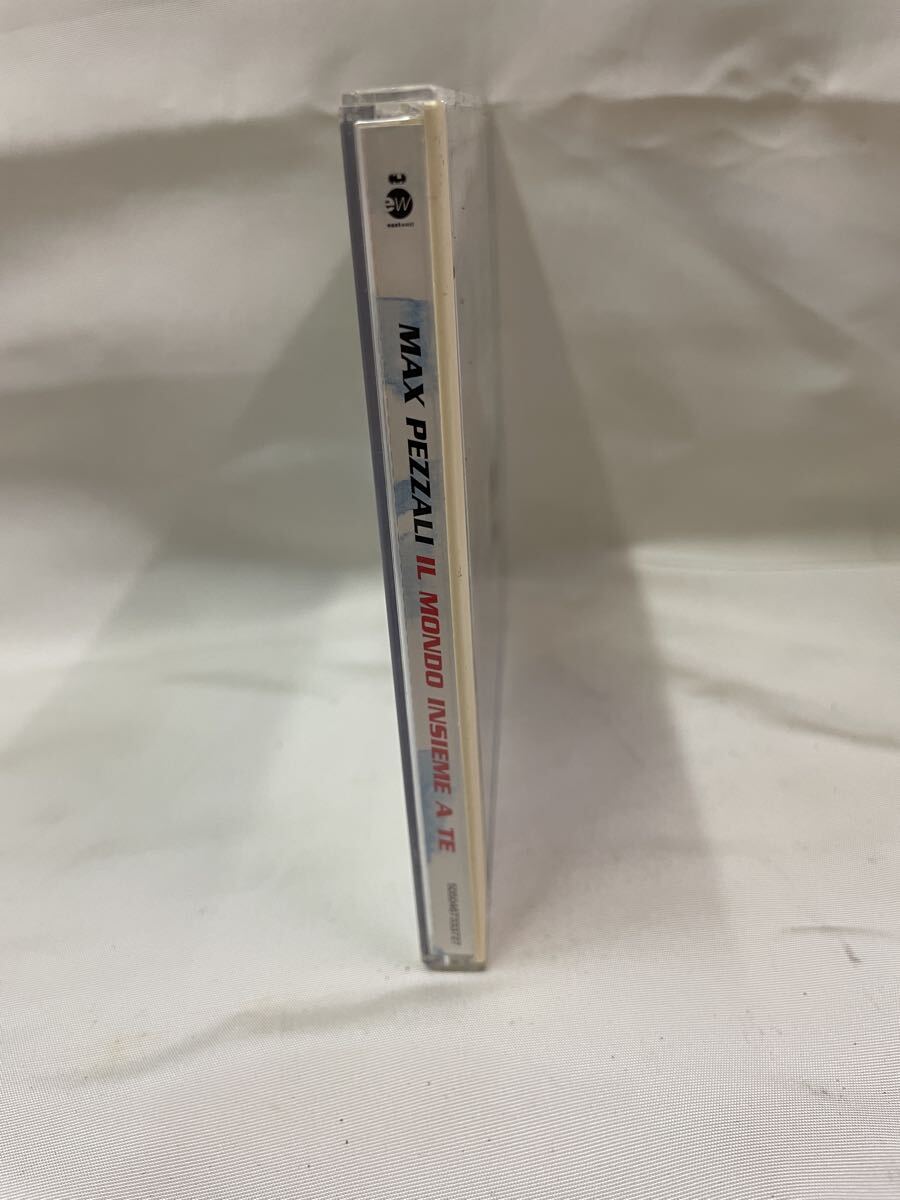 eW
eastwest
MAX PEZZALI IL MONDO INSIEME A TE